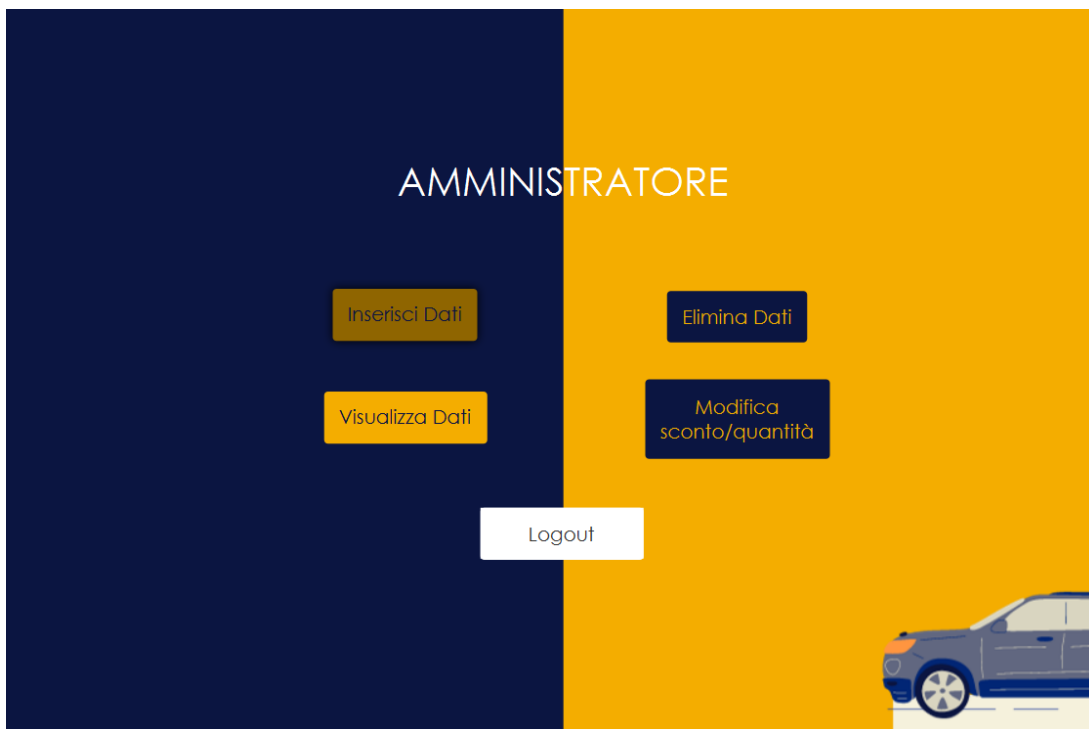 AMMINISTRATORE
Inserisci Dati
Elimina Dati
Visualizza Dati
Modifica
sconto/quantità
Logout